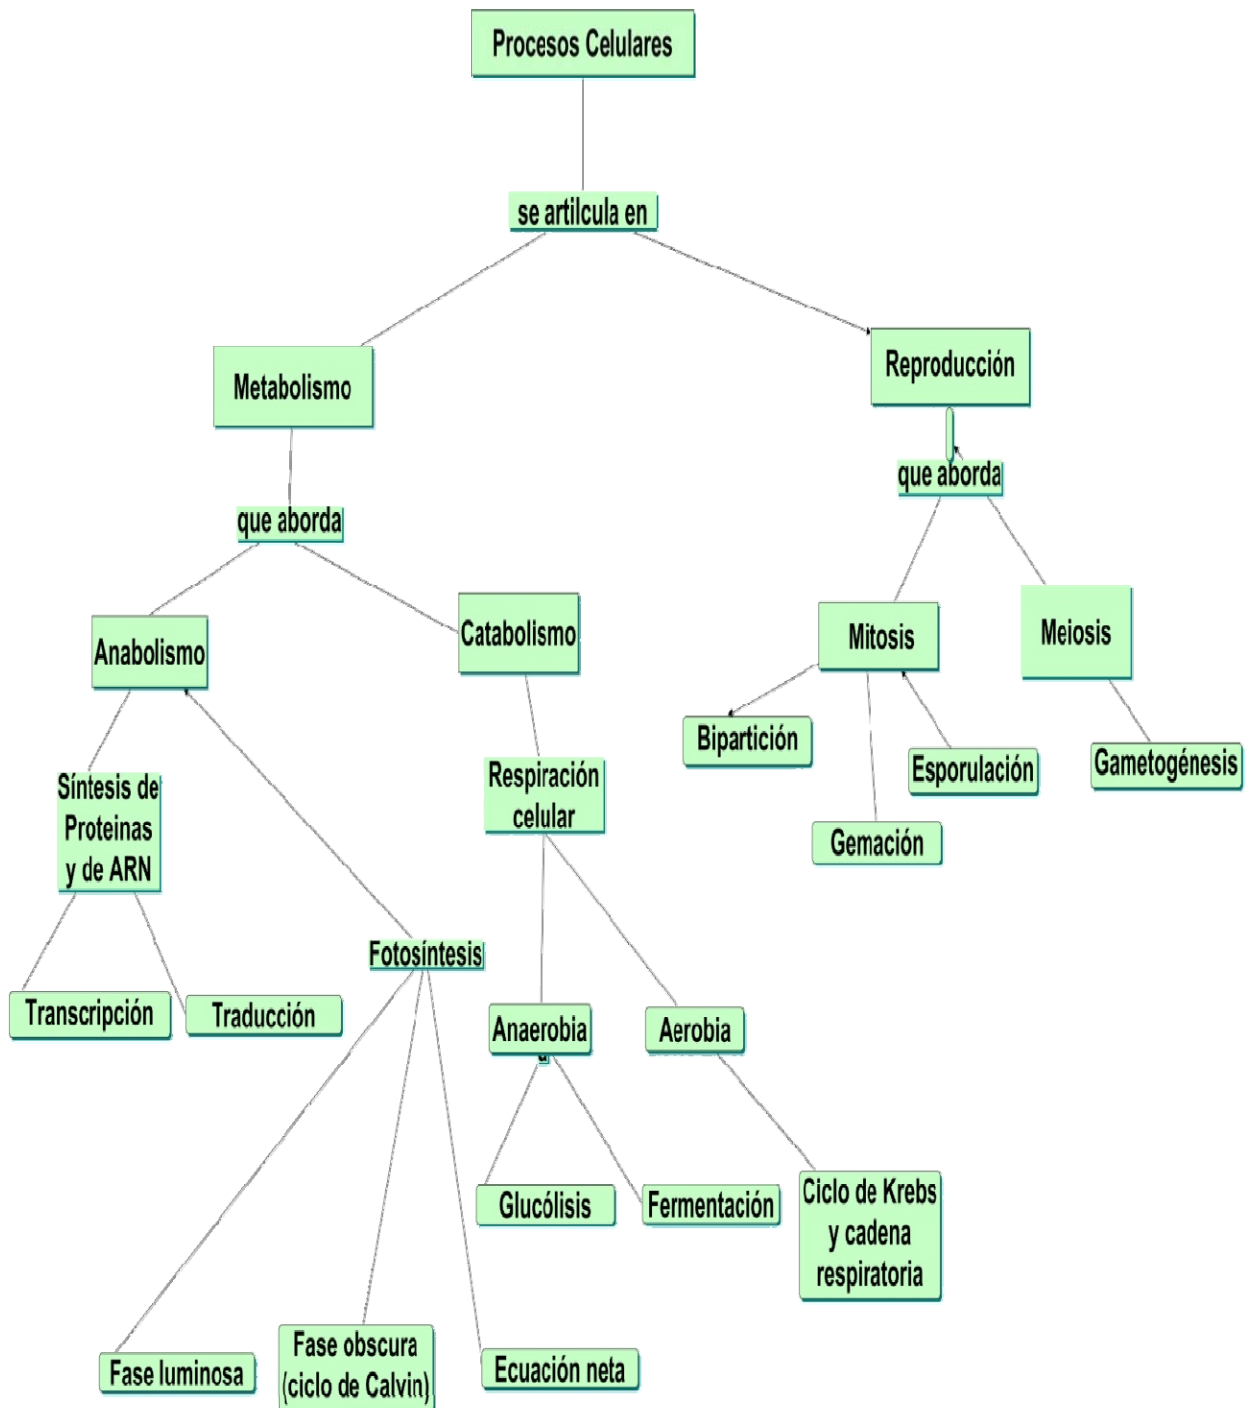 Procesos Celulares
se artilcula en
Metabolismo
Reproducción
que aborda
que aborda
Anabolismo
Catabolismo
Mitosis
Meiosis
Bipartición
Esporulación
Gametogénesis
Gemación
Síntesis de
Proteinas
y de ARN
Respiración
celular
Fotosíntesis
Transcripción
Traducción
Anaerobia
Aerobia
Glucólisis
Fermentación
Ciclo de Krebs
y cadena
respiratoria
Fase luminosa
Fase obscura
(ciclo de Calvin)
Ecuación neta